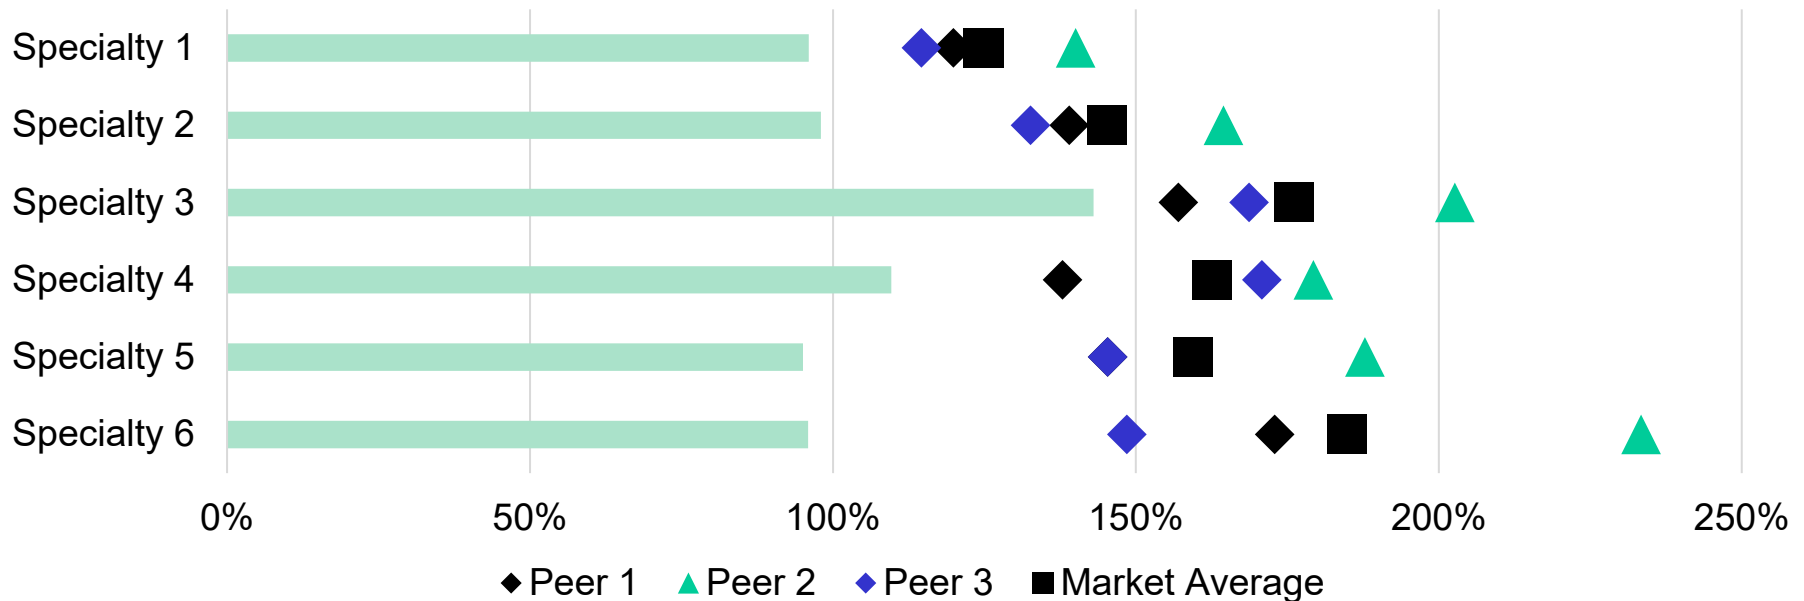 Specialty 1
Specialty 2
Specialty 3
Specialty 4
Specialty 5
Specialty 6
0% 50% 100% 150% 200% 250%
Peer 1 Peer 2 Peer 3 Market Average